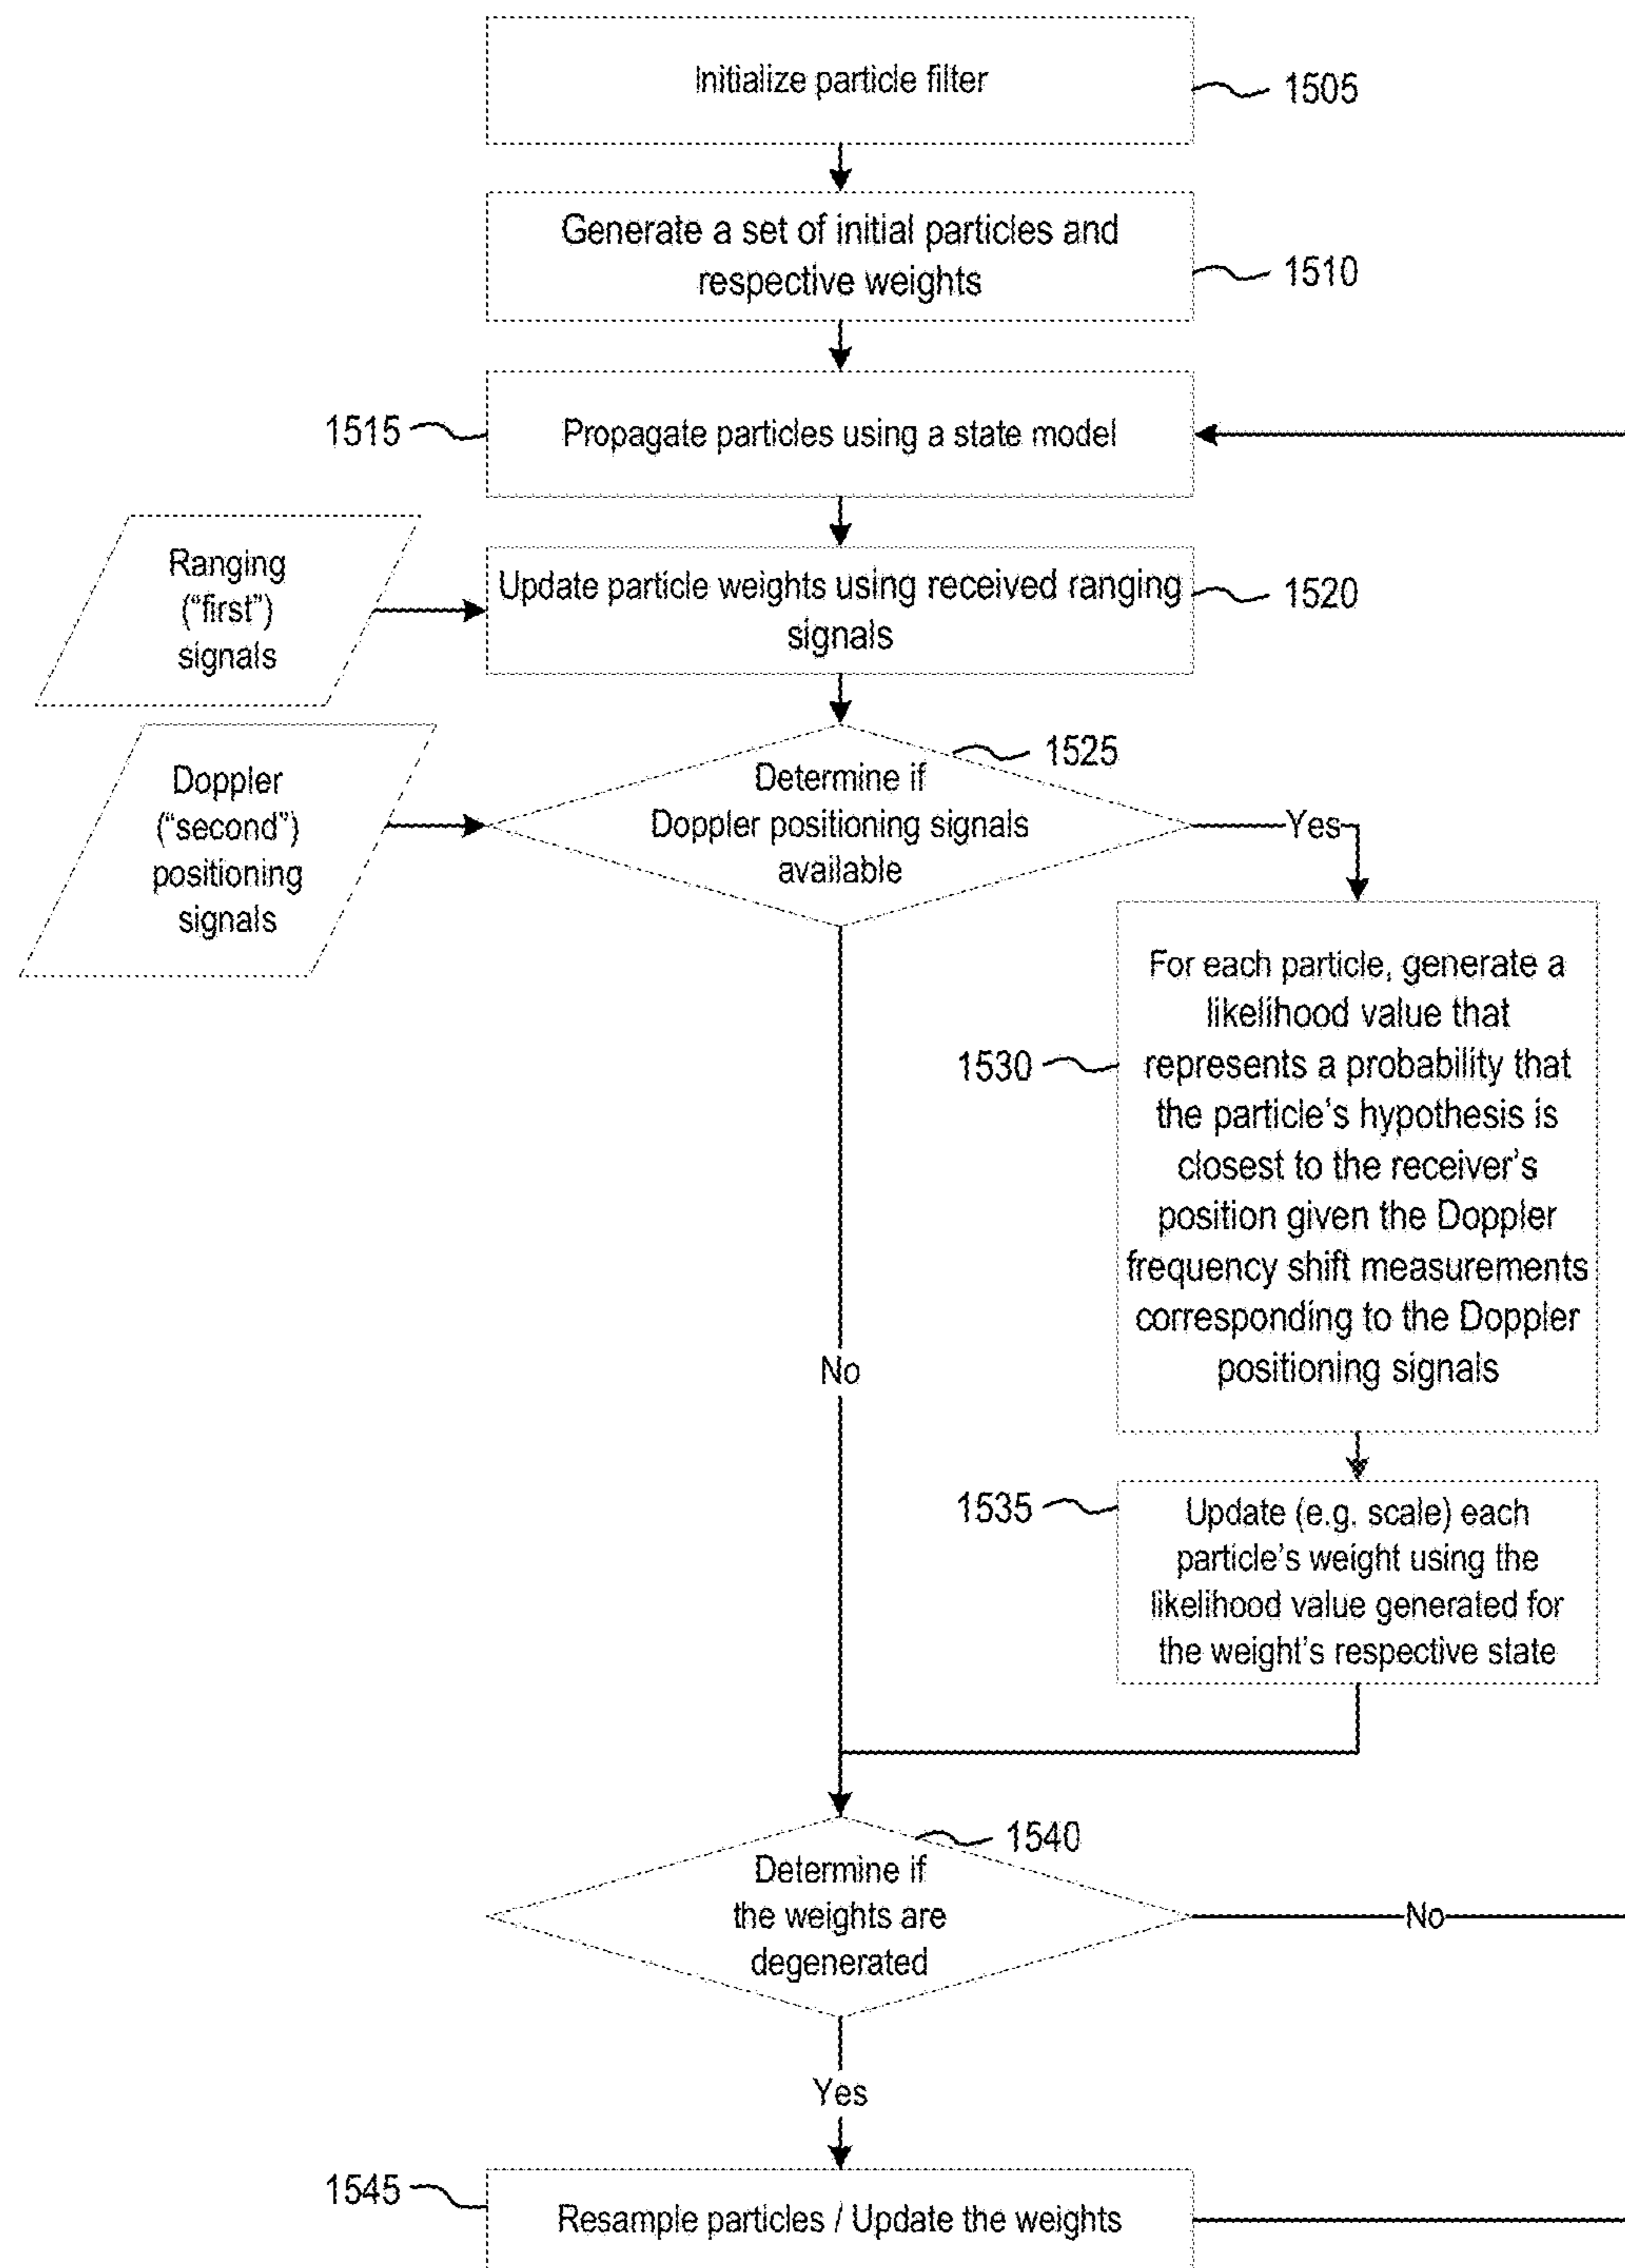 Initialize particle filter
1505
Generate a set of initial particles and
respective weights
1510
1515
Propagate particles using a state model
Ranging
(“first”)
signals
Update particle weights using received ranging
signals
1520
Doppler
(“second”)
positioning
signals
1525
Determine if
Doppler positioning signals
available
Yes
No
1530
For each particle, generate a
likelihood value that
represents a probability that
the particle’s hypothesis is
closest to the receiver’s
position given the Doppler
frequency shift measurements
corresponding to the Doppler
positioning signals
1535
Update (e.g. scale) each
particle’s weight using the
likelihood value generated for
the weight’s respective state
1540
Determine if
the weights are
degenerated
No
Yes
1545
Resample particles / Update the weights